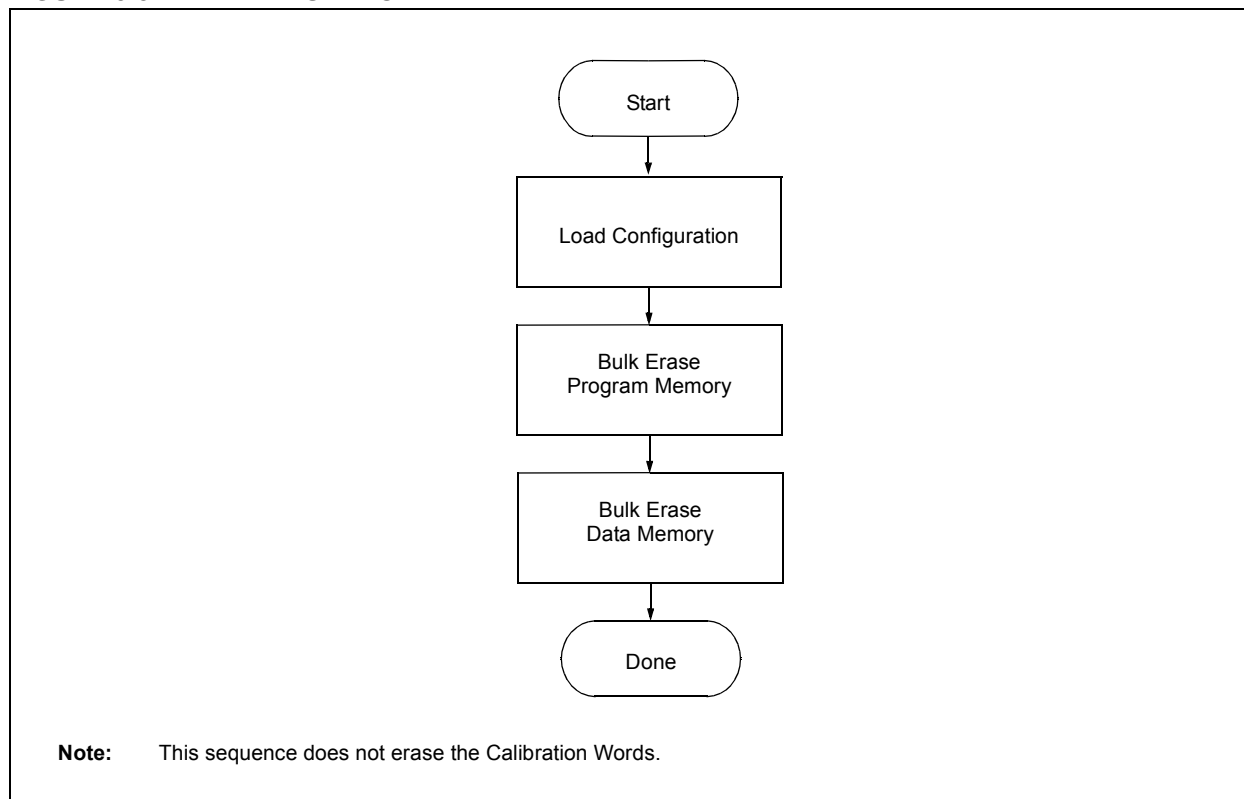 Start
Load Configuration
Bulk Erase
Program Memory
Bulk Erase
Data Memory
Done
Note: This sequence does not erase the Calibration Words.